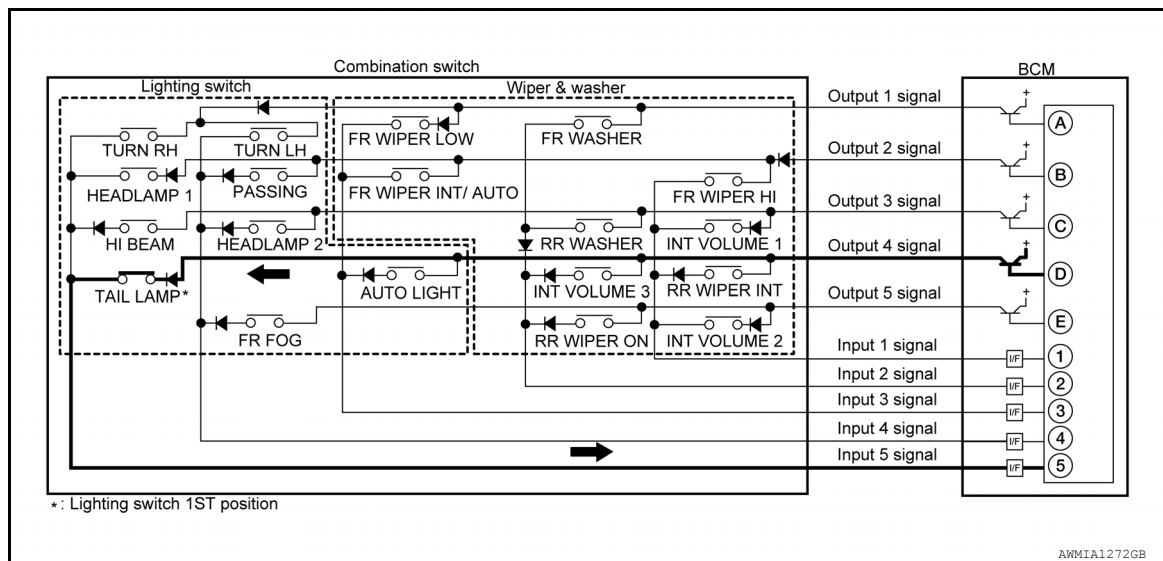 Combination switch
BCM
Lighting switch
Wiper & washer
Output 1 signal
+
A
TURN RH
TURN LH
FR WIPER LOW
FR WASHER
Output 2 signal
+
B
HEADLAMP 1
PASSING
FR WIPER INT/ AUTO
FR WIPER HI
Output 3 signal
+
C
HI BEAM
HEADLAMP 2
RR WASHER
INT VOLUME 1
Output 4 signal
+
D
TAIL LAMP*
AUTO LIGHT
INT VOLUME 3
RR WIPER INT
Output 5 signal
+
E
FR FOG
RR WIPER ON
INT VOLUME 2
Input 1 signal
I/F
1
Input 2 signal
I/F
2
Input 3 signal
I/F
3
Input 4 signal
I/F
4
Input 5 signal
I/F
5
*: Lighting switch 1ST position
AWMIA1272GB